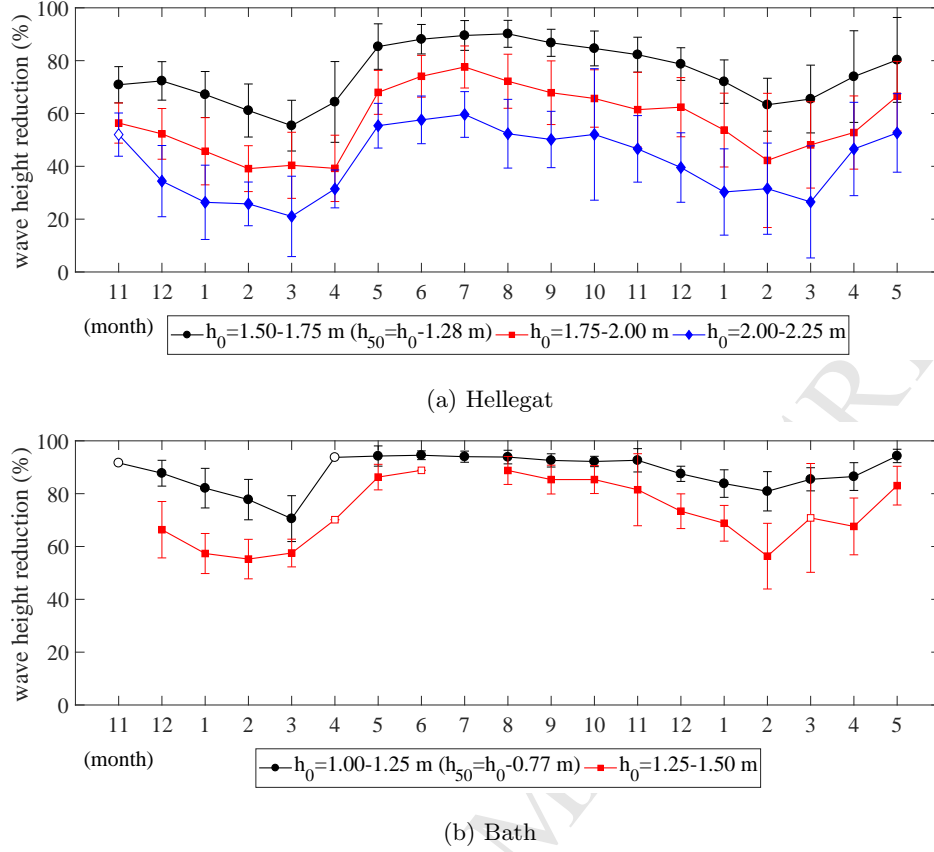 100
80
60
40
20
0
wave height reduction (%)
11 12 1 2 3 4 5 6 7 8 9 10 11 12 1 2 3 4 5
(month)
h0=1.50-1.75 m (h50=h0-1.28 m) h0=1.75-2.00 m h0=2.00-2.25 m
(a) Hellegat
100
80
60
40
20
0
wave height reduction (%)
11 12 1 2 3 4 5 6 7 8 9 10 11 12 1 2 3 4 5
(month)
h0=1.00-1.25 m (h50=h0-0.77 m) h0=1.25-1.50 m
(b) Bath